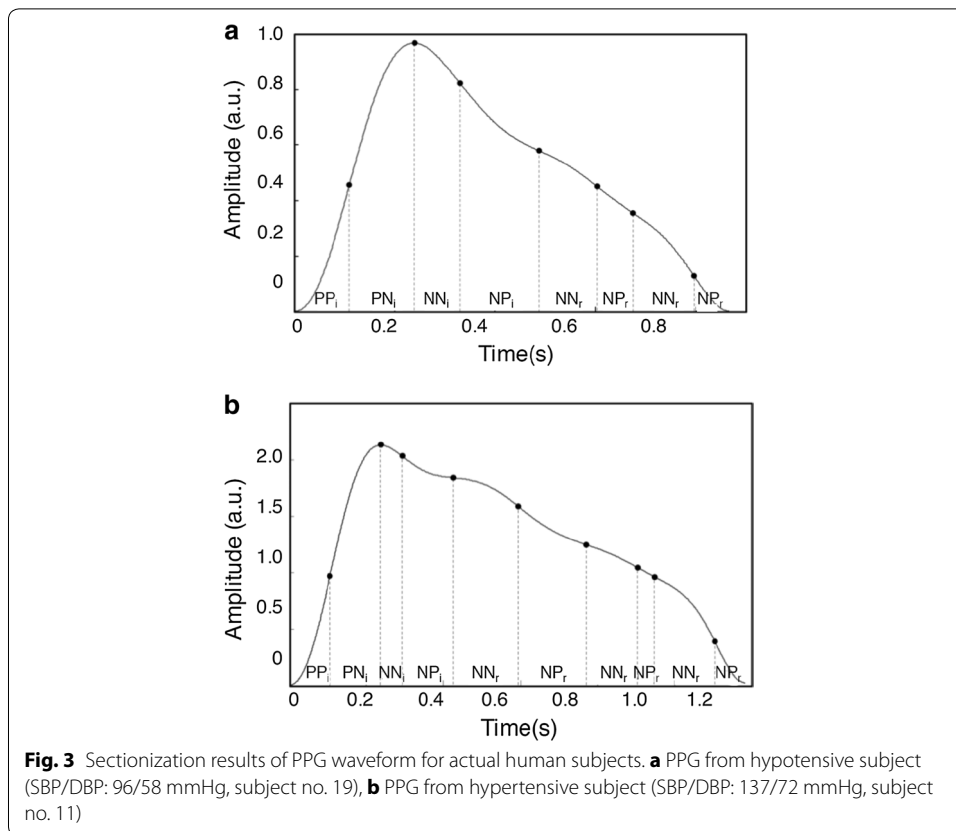 a
1.0
0.8
0.6
0.4
0.2
0
Amplitude (a.u.)
PPi PNi NNi NPi NNr NPr NNr NPr
0 0.2 0.4 0.6 0.8
Time(s)
b
2.0
1.5
1.0
0.5
0
Amplitude (a.u.)
PPi PNi NNi NPi NNr NPr NNr NPr NNr NPr
0 0.2 0.4 0.6 0.8 1.0 1.2
Time(s)
Fig. 3 Sectionization results of PPG waveform for actual human subjects. a PPG from hypotensive subject
(SBP/DBP: 96/58 mmHg, subject no. 19), b PPG from hypertensive subject (SBP/DBP: 137/72 mmHg, subject
no. 11)